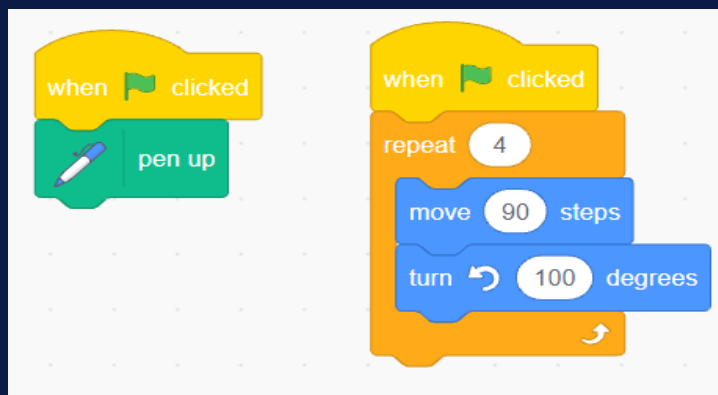 when clicked
pen up
when clicked
repeat 4
move 90 steps
turn 100 degrees